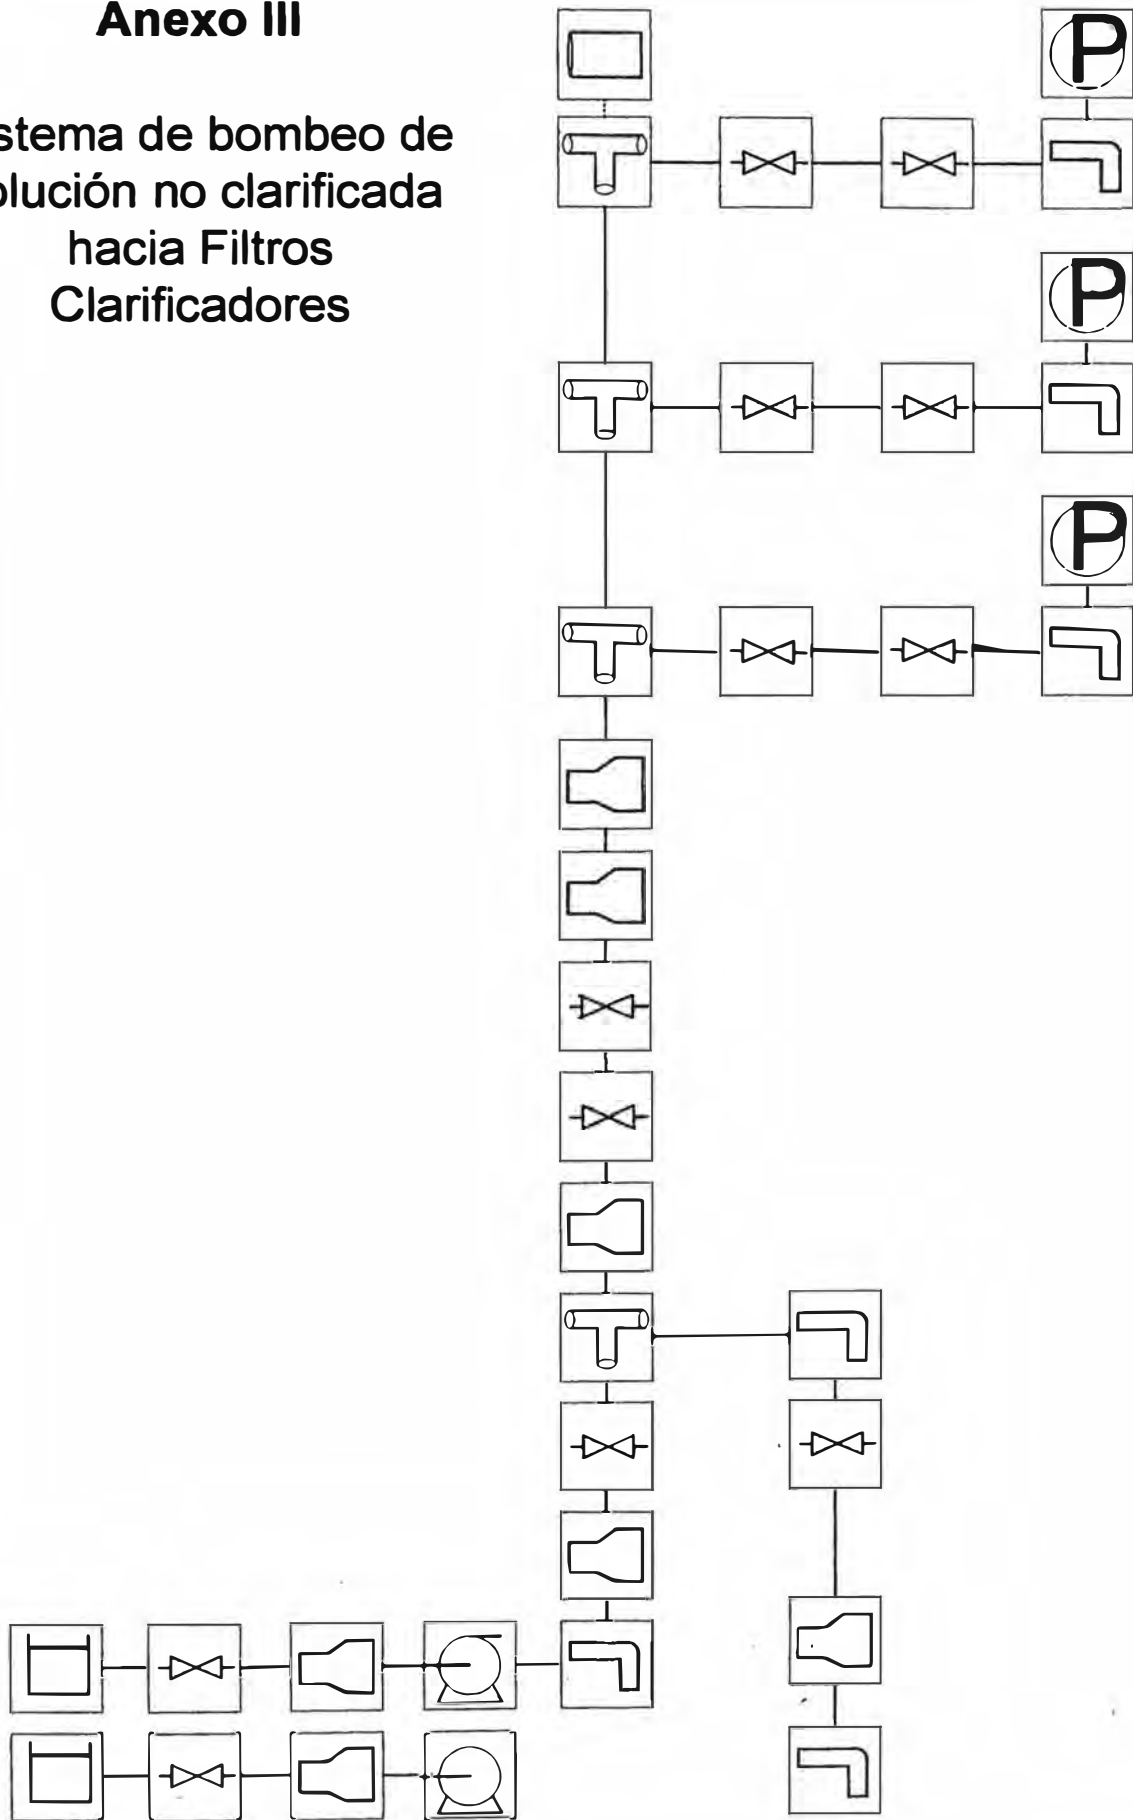 Anexo III
stema de bombeo de
olución no clarificada
hacia Filtros
Clarificadores
P
P
P